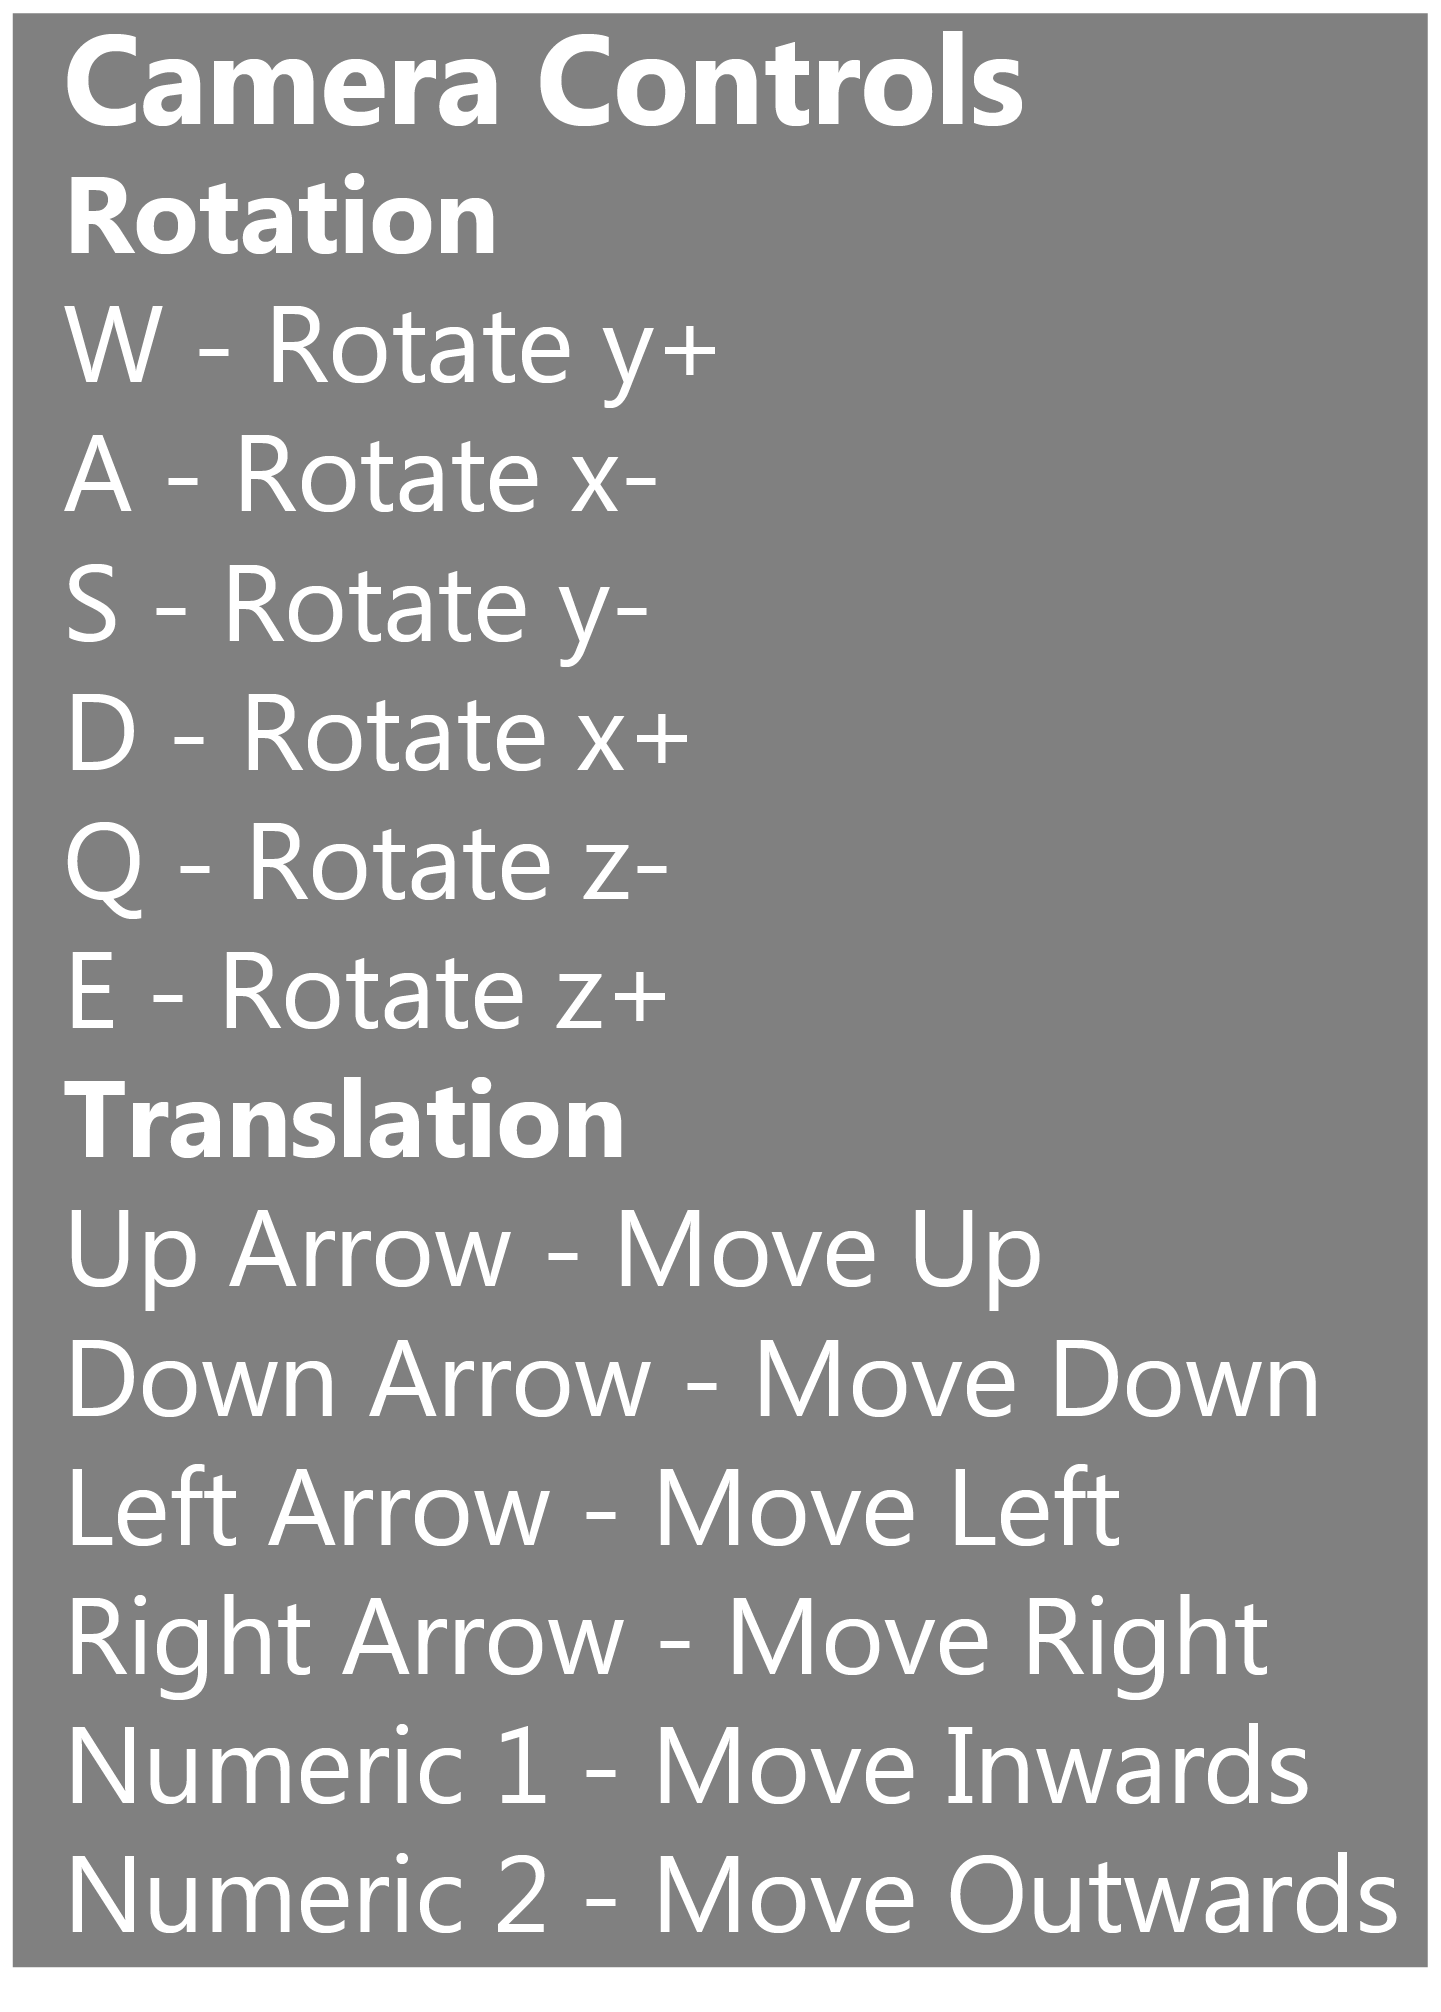 Camera Controls
Rotation
W - Rotate y+
A - Rotate x-
S - Rotate y-
D - Rotate x+
Q - Rotate z-
E - Rotate z+
Translation
Up Arrow - Move Up
Down Arrow - Move Down
Left Arrow - Move Left
Right Arrow - Move Right
Numeric 1 - Move Inwards
Numeric 2 - Move Outwards